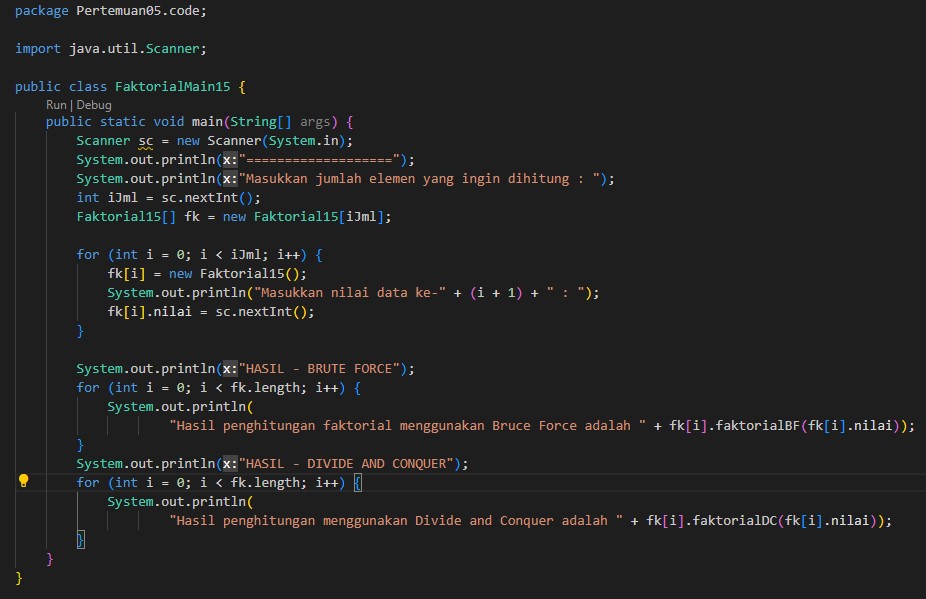 package Pertemuan05.code;
import java.util.Scanner;
public class FaktorialMain15 {
Run | Debug
public static void main(String[] args) {
Scanner sc = new Scanner(System.in);
System.out.println(x:"===================");
System.out.println(x:"Masukkan jumlah elemen yang ingin dihitung : ");
int iJml = sc.nextInt();
Faktorial15[] fk = new Faktorial15[iJml];
for (int i = 0; i < iJml; i++) {
fk[i] = new Faktorial15();
System.out.println("Masukkan nilai data ke-" + (i + 1) + " : ");
fk[i].nilai = sc.nextInt();
}
System.out.println(x:"HASIL - BRUTE FORCE");
for (int i = 0; i < fk.length; i++) {
System.out.println(
"Hasil penghitungan faktorial menggunakan Bruce Force adalah " + fk[i].faktorialBF(fk[i].nilai));
}
System.out.println(x:"HASIL - DIVIDE AND CONQUER");
for (int i = 0; i < fk.length; i++) {
System.out.println(
"Hasil penghitungan menggunakan Divide and Conquer adalah " + fk[i].faktorialDC(fk[i].nilai));
}
}
}